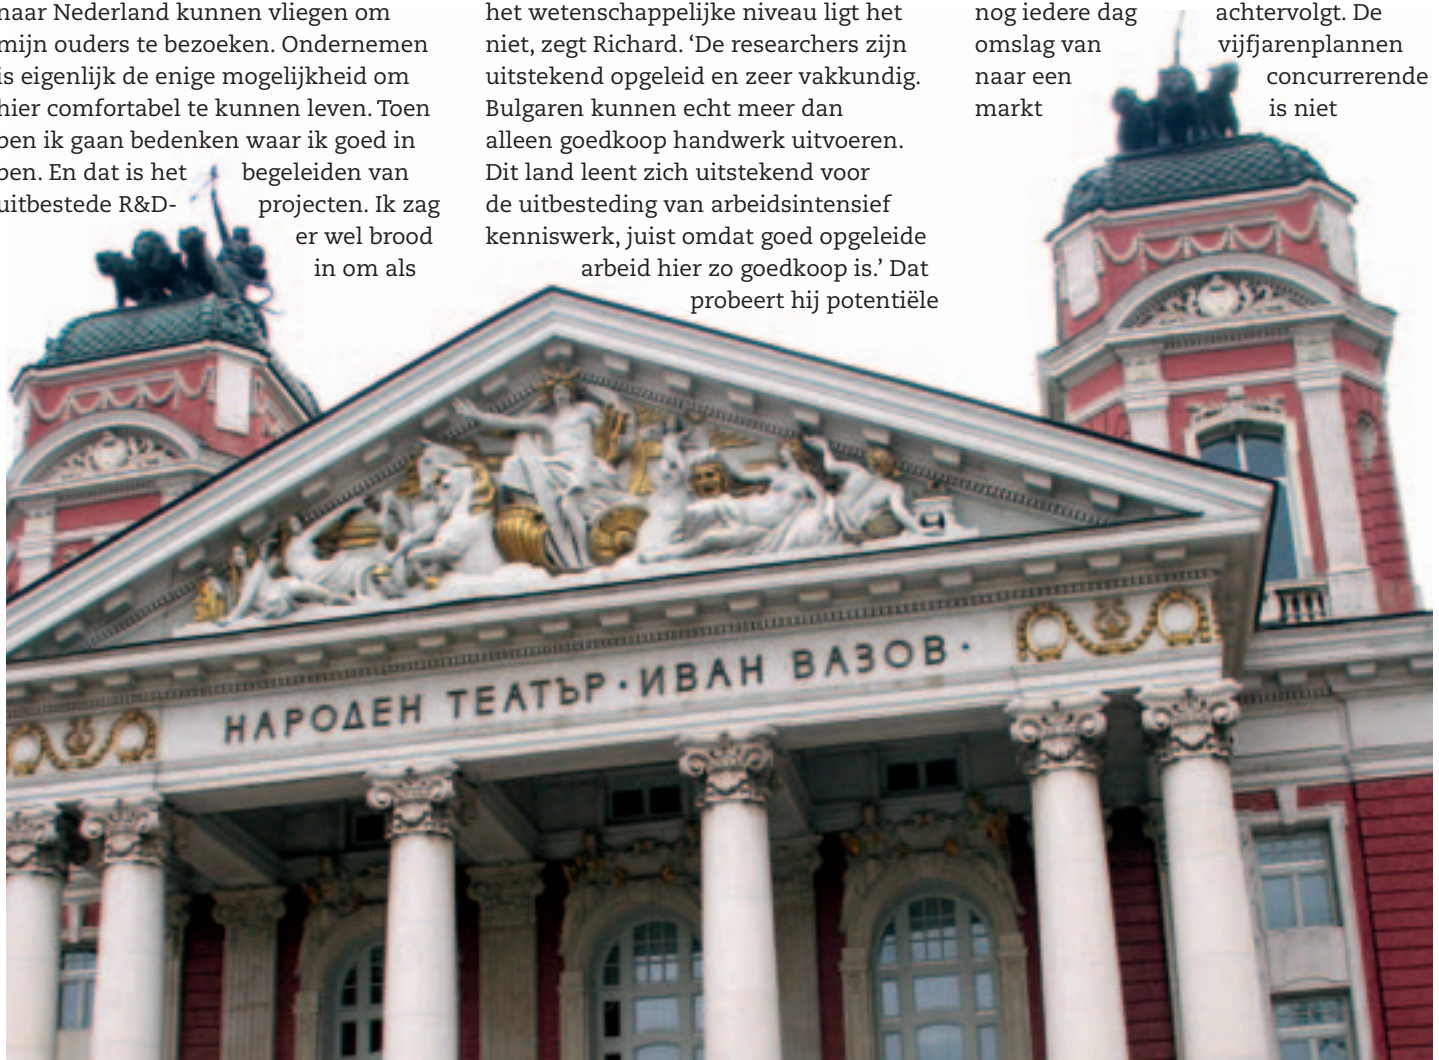 naar Nederland kunnen vliegen om
mijn ouders te bezoeken. Ondernemen
is eigenlijk de enige mogelijkheid om
hier comfortabel te kunnen leven. Toen
ben ik gaan bedenken waar ik goed in
ben. En dat is het begeleiden van
uitbestede R&D- projecten. Ik zag
er wel brood
in om als
het wetenschappelijke niveau ligt het
niet, zegt Richard. ‘De researchers zijn
uitstekend opgeleid en zeer vakkundig.
Bulgaren kunnen echt meer dan
alleen goedkoop handwerk uitvoeren.
Dit land leent zich uitstekend voor
de uitbesteding van arbeidsintensief
kenniswerk, juist omdat goed opgeleide
arbeid hier zo goedkoop is.’ Dat
probeert hij potentiële
nog iedere dag achtervolgt. De
omslag van vijfjarenplannen
naar een concurrerende
markt is niet
НАРОДЕН ТЕАТЪР · ИВАН ВАЗОВ ·